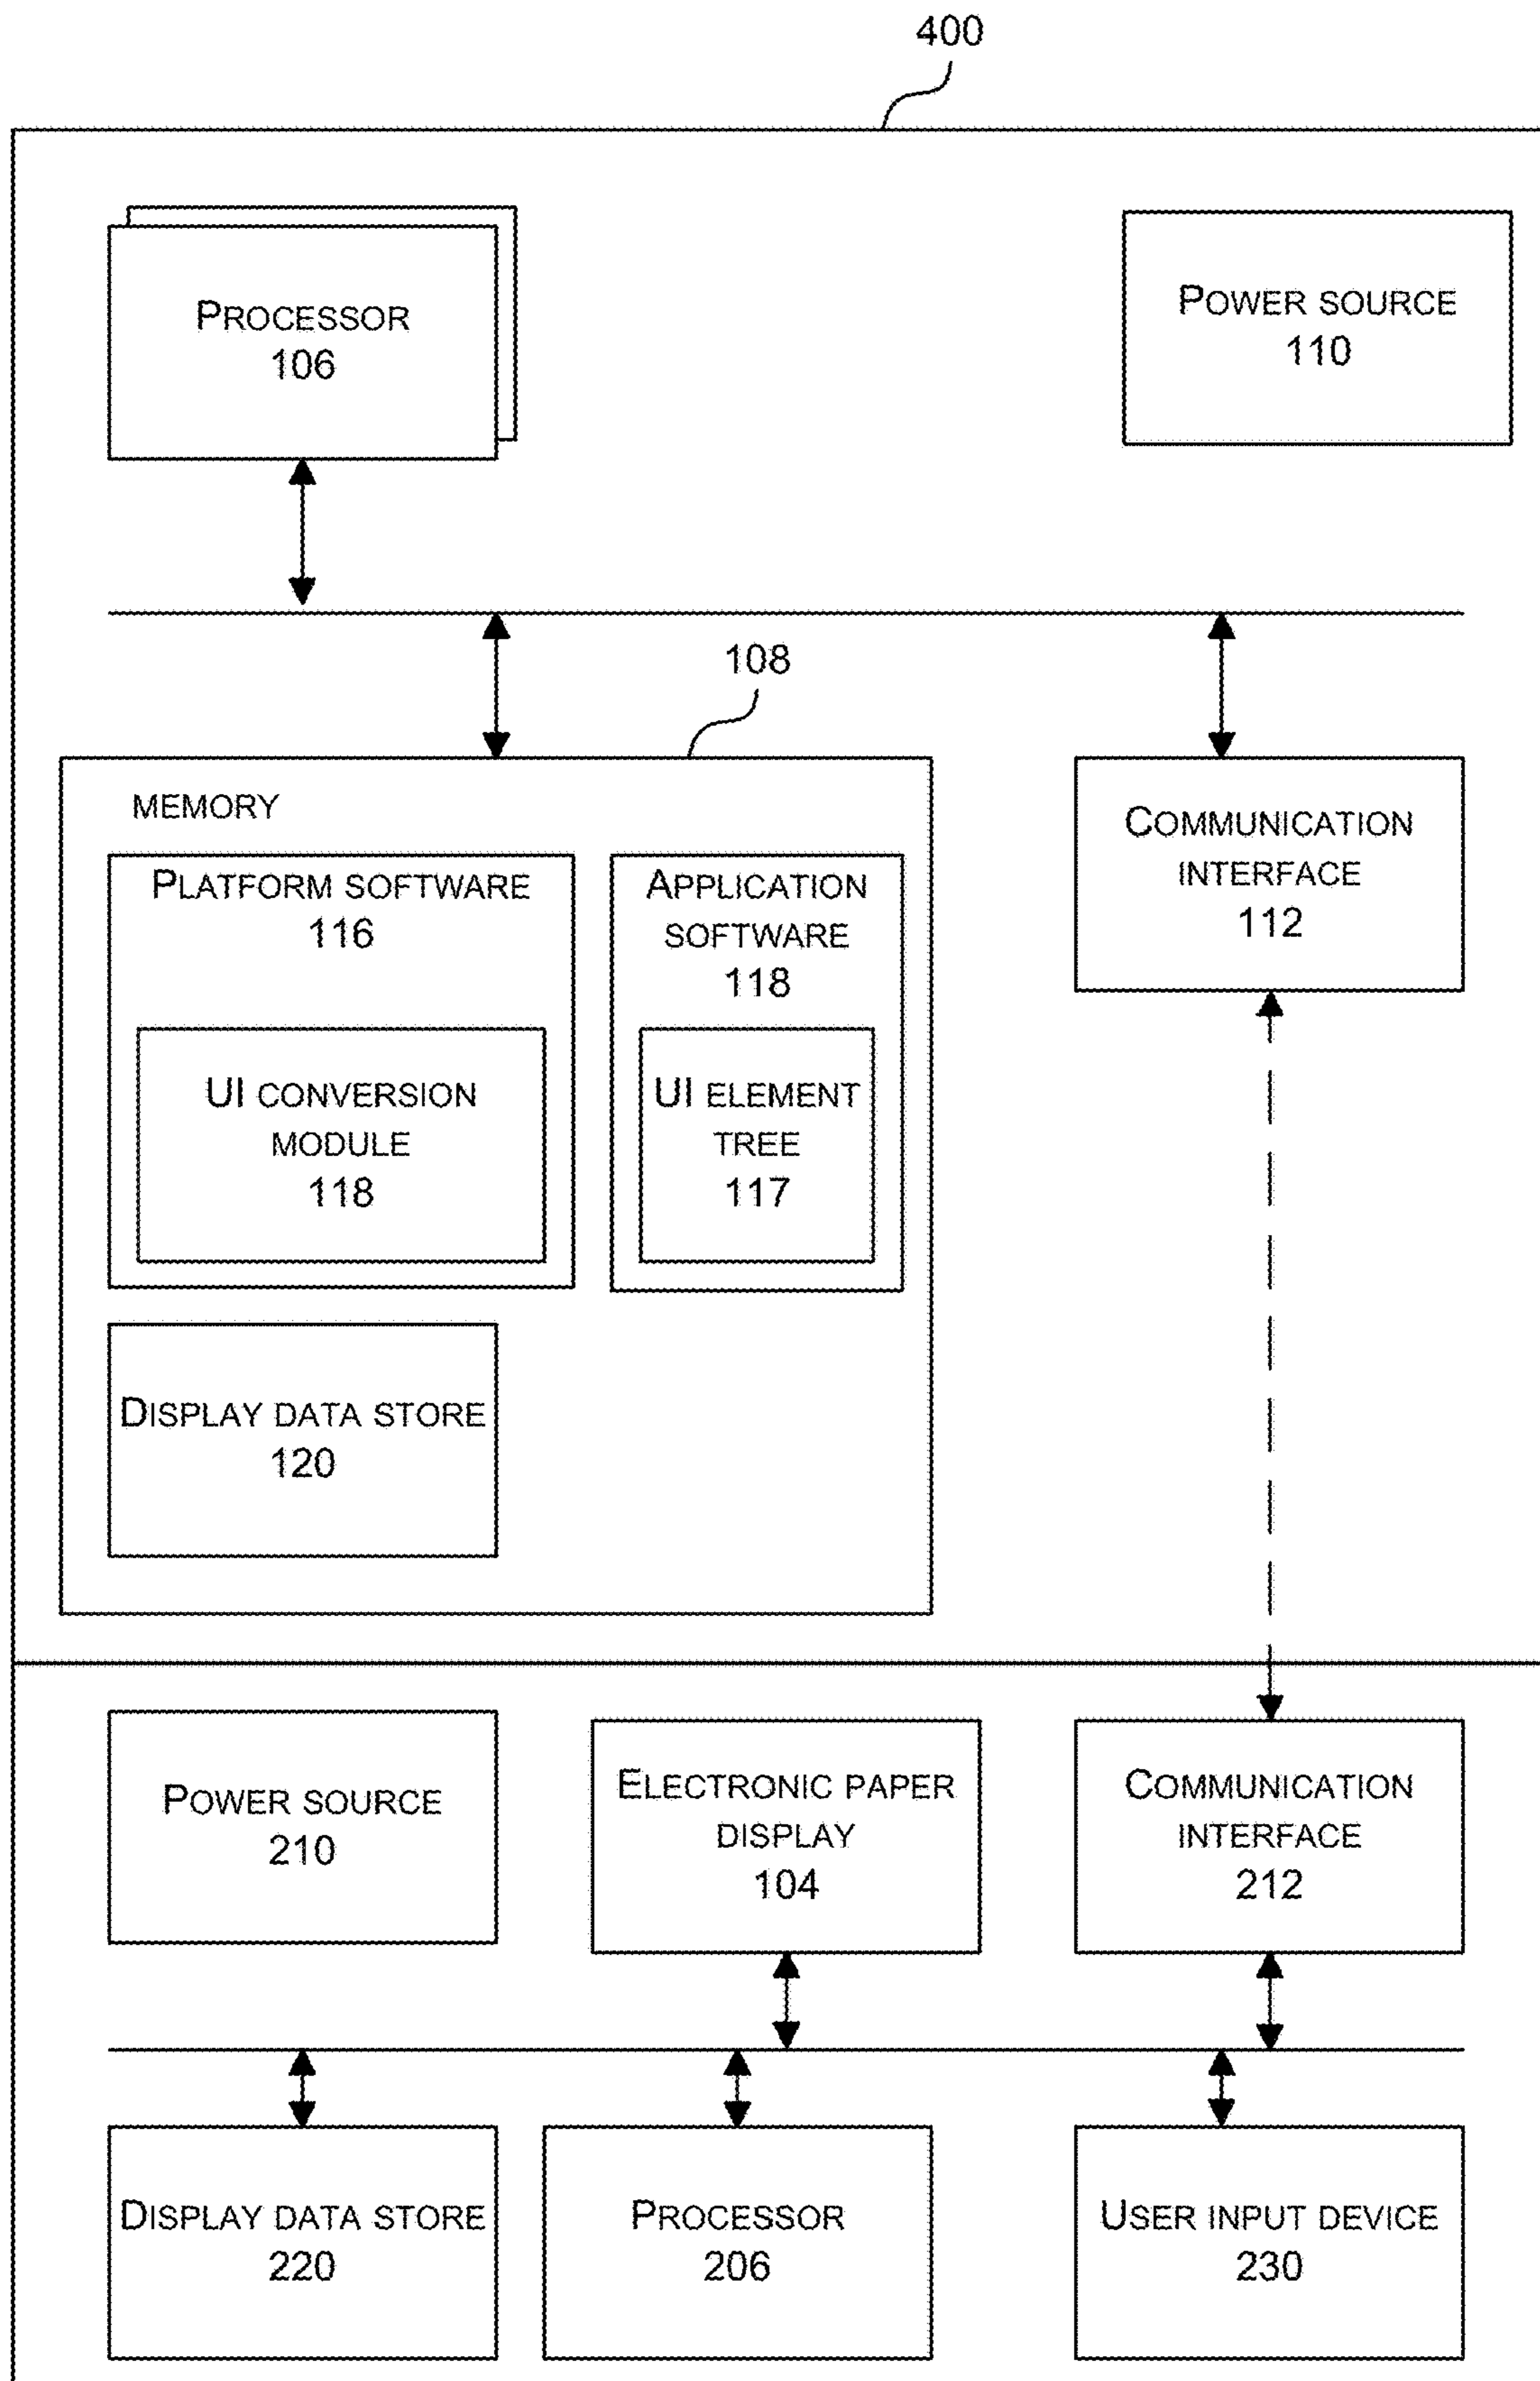 400
PROCESSOR
106
POWER SOURCE
110
108
MEMORY
PLATFORM SOFTWARE
116
UI CONVERSION
MODULE
118
APPLICATION
SOFTWARE
118
UI ELEMENT
TREE
117
COMMUNICATION
INTERFACE
112
DISPLAY DATA STORE
120
POWER SOURCE
210
ELECTRONIC PAPER
DISPLAY
104
COMMUNICATION
INTERFACE
212
DISPLAY DATA STORE
220
PROCESSOR
206
USER INPUT DEVICE
230